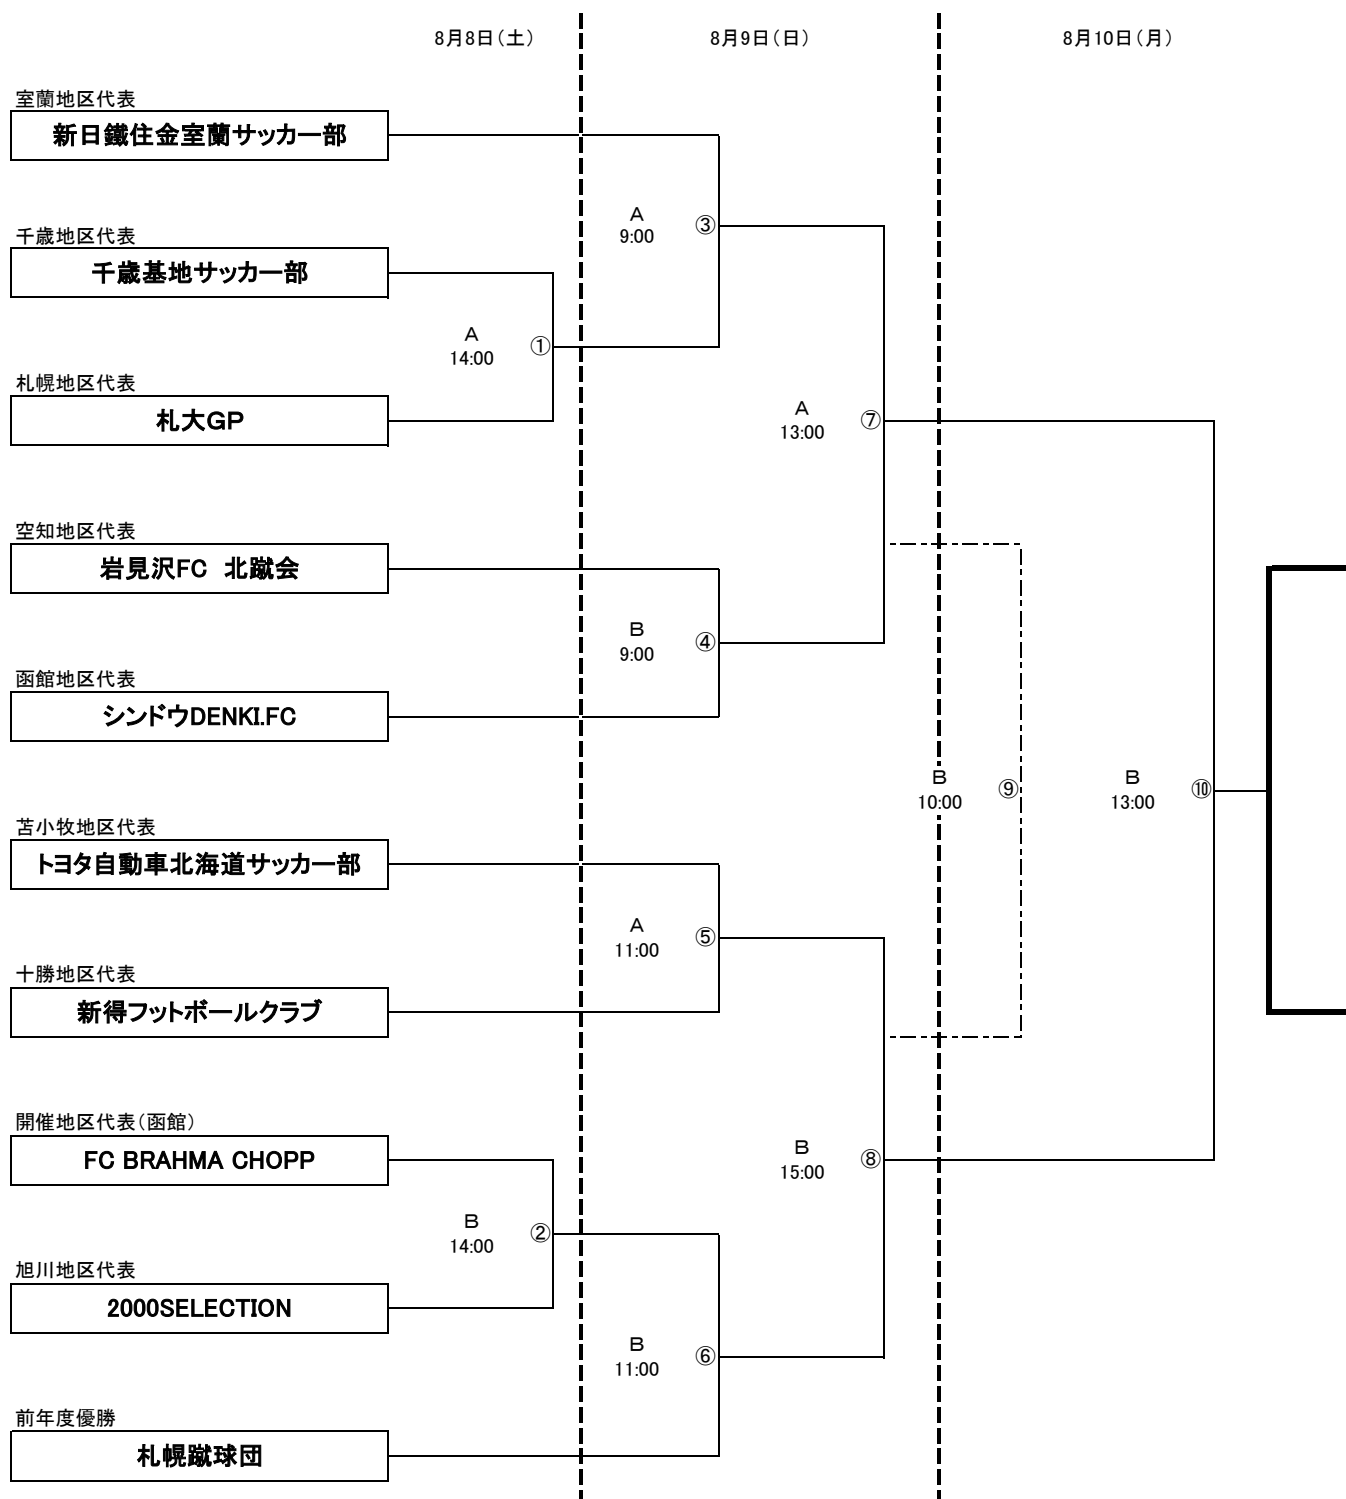 8月8日(土)
8月9日(日)
8月10日(月)
室蘭地区代表
新日鐵住金室蘭サッカー部
A
9:00
③
千歳地区代表
千歳基地サッカー部
A
14:00
①
札幌地区代表
札大GP
A
13:00
⑦
空知地区代表
岩見沢FC 北蹴会
B
9:00
④
函館地区代表
シンドウDENKI.FC
B
10:00
⑨
B
13:00
⑩
苫小牧地区代表
トヨタ自動車北海道サッカー部
A
11:00
⑤
十勝地区代表
新得フットボールクラブ
開催地区代表(函館)
FC BRAHMA CHOPP
B
15:00
⑧
B
14:00
②
旭川地区代表
2000SELECTION
B
11:00
⑥
前年度優勝
札幌蹴球団